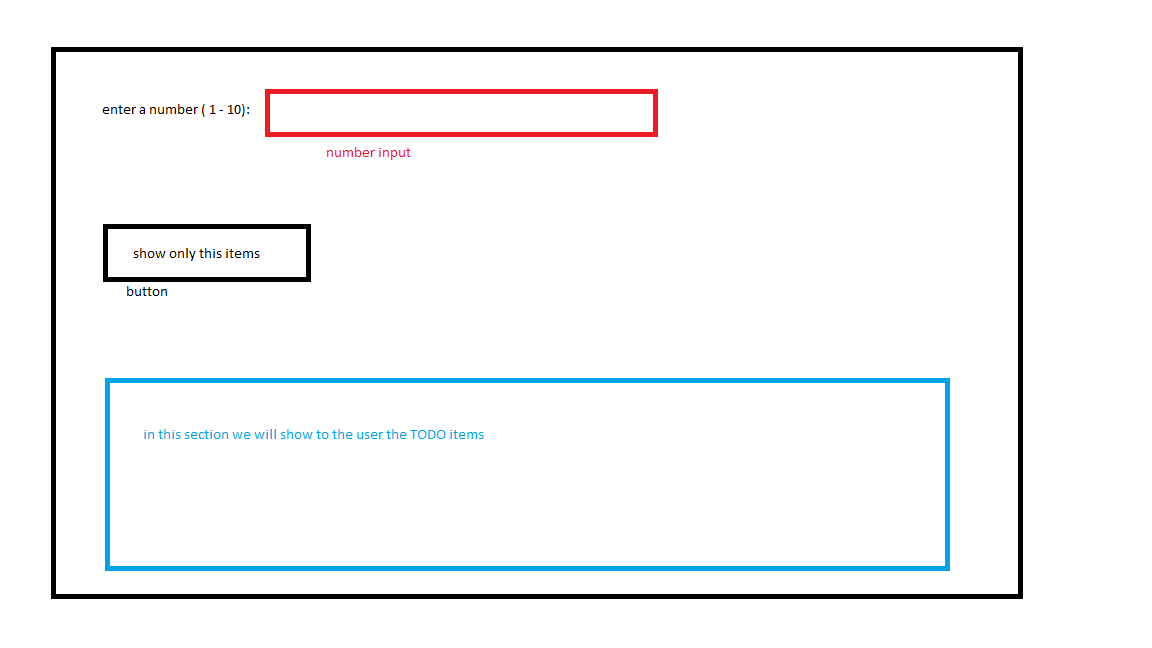 enter a number ( 1 - 10):
number input
show only this items
button
in this section we will show to the user the TODO items